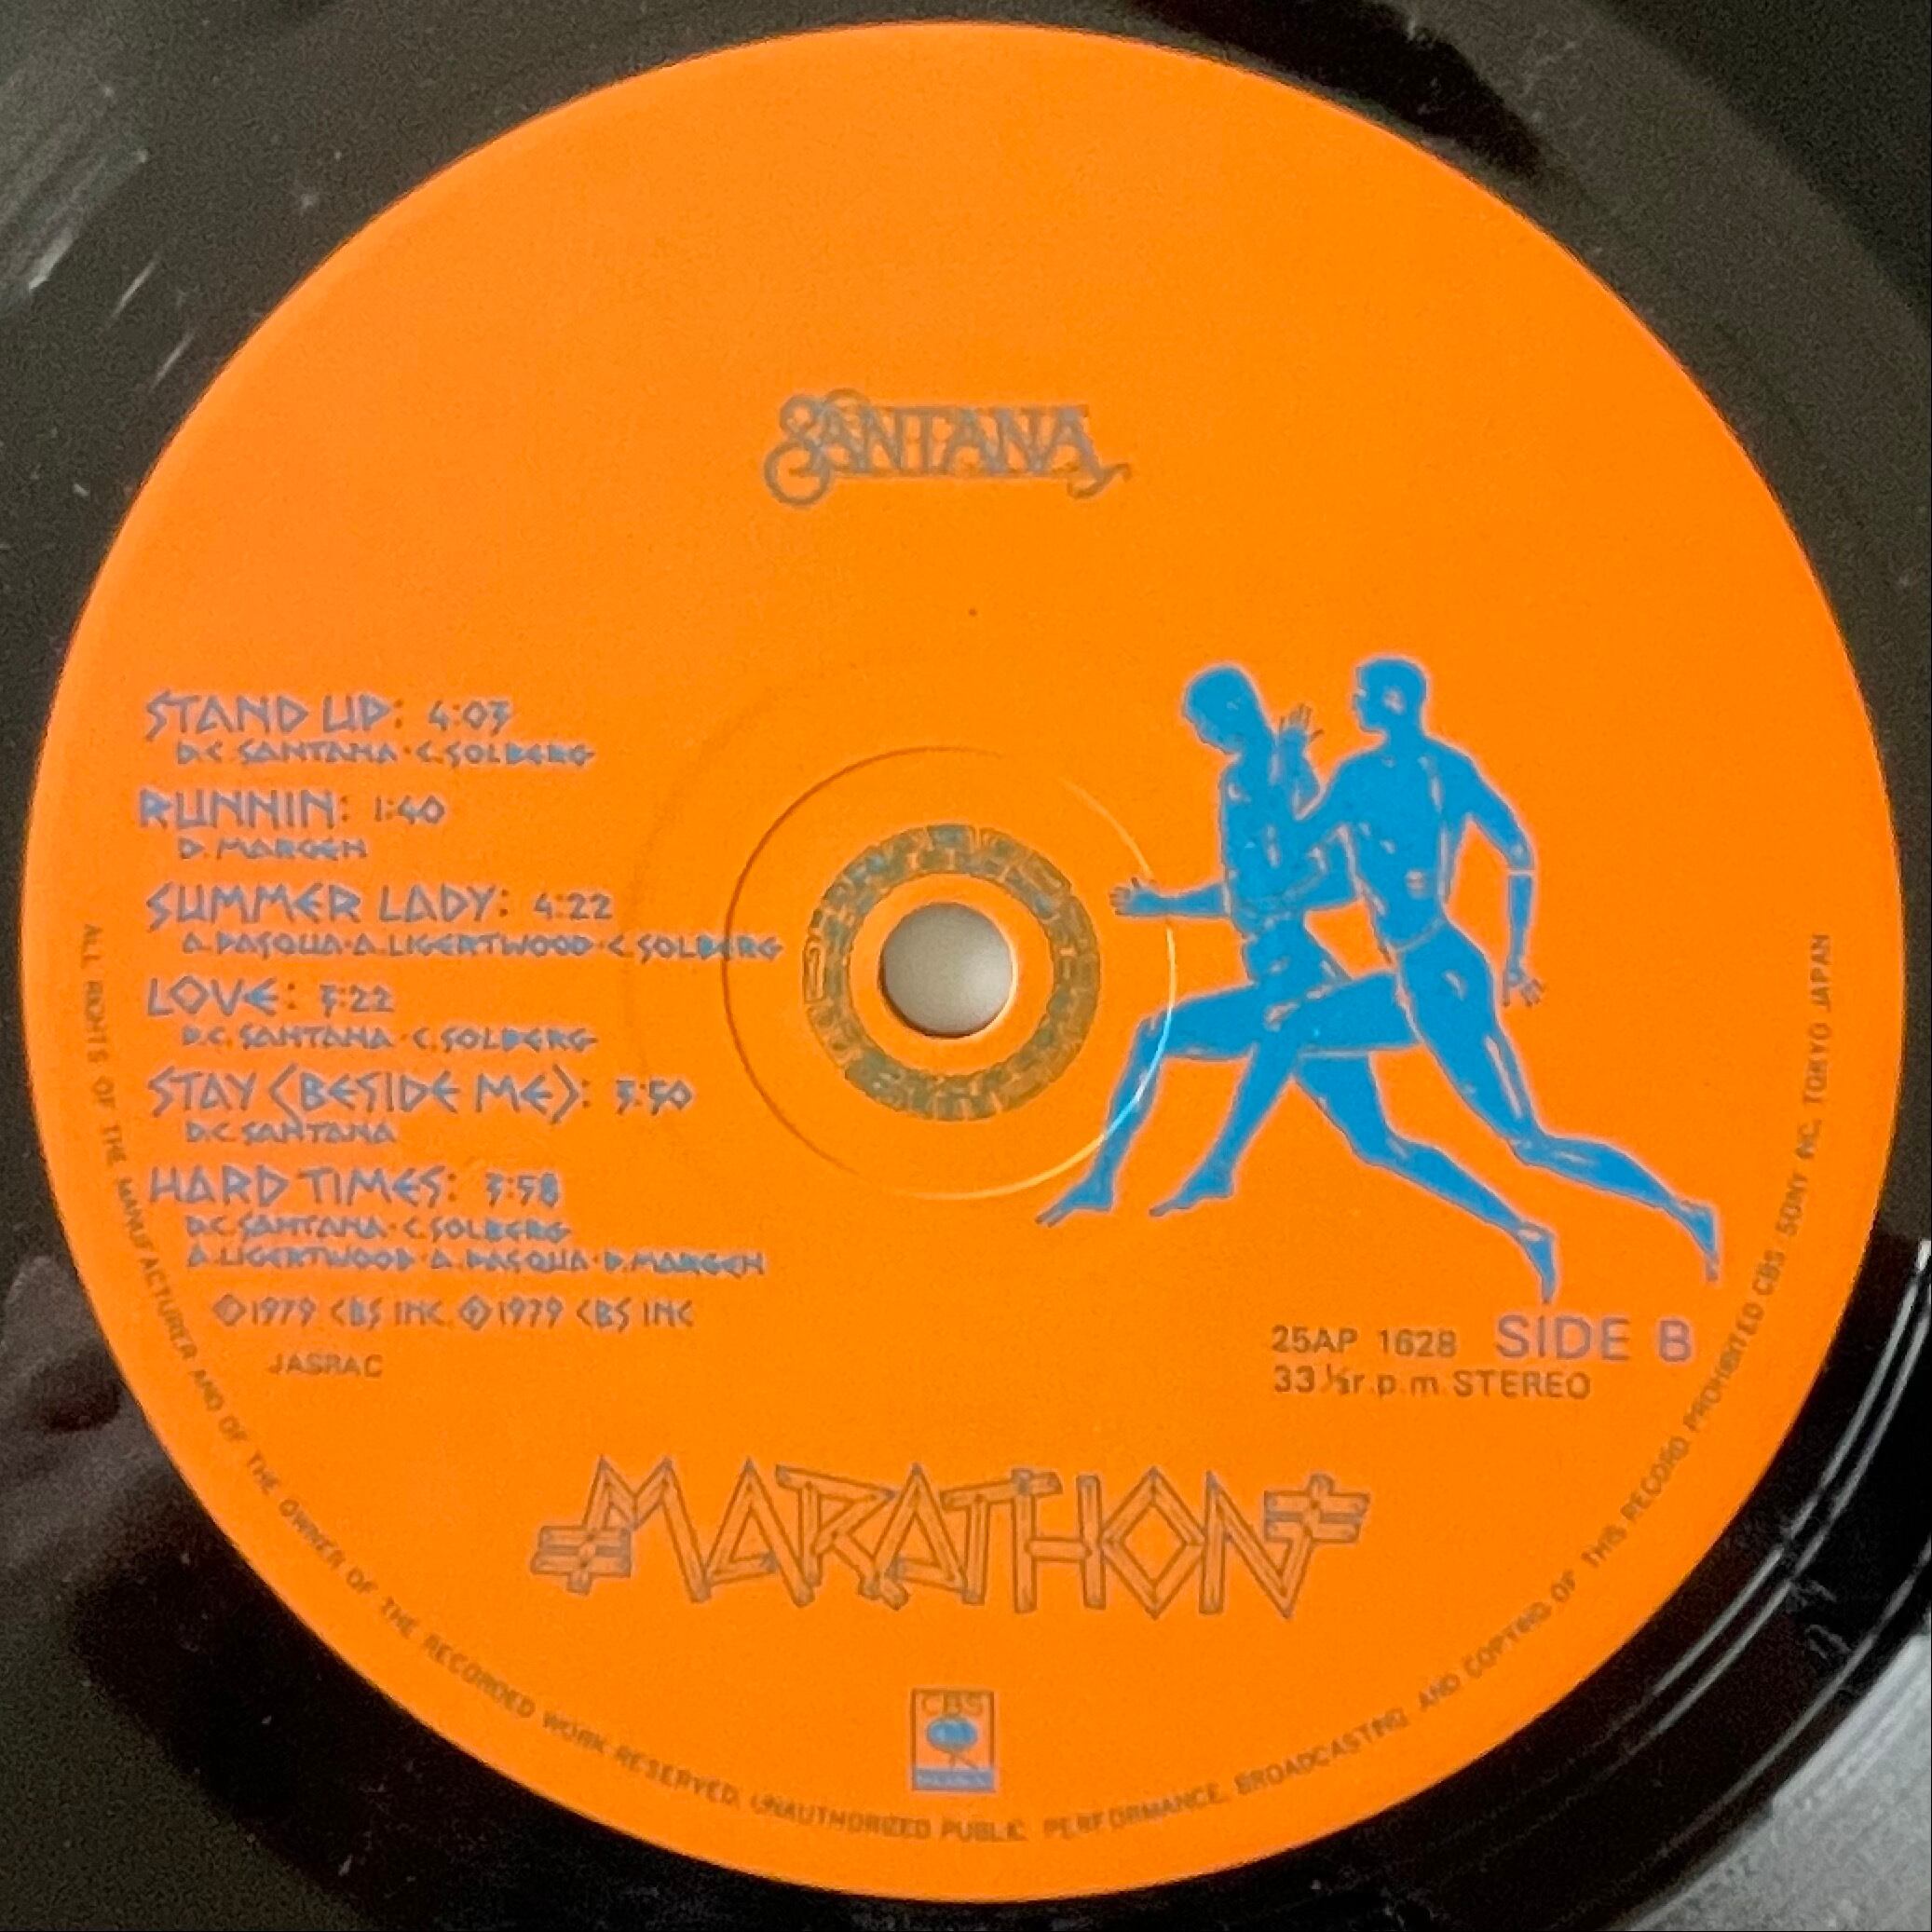 SANTANA
STAND UP: 4:03
D.C. SANTANA · C. SOLBERG
RUNNIN: 1:40
D. MARGEN
SUMMER LADY: 4:22
A. PASQUA · A. LIGERTWOOD · C. SOLBERG
LOVE: 3:22
D.C. SANTANA · C. SOLBERG
STAY (BESIDE ME): 3:50
D.C. SANTANA
HARD TIMES: 3:58
D.C. SANTANA · C. SOLBERG
A. LIGERTWOOD · A. PASQUA · D. MARGEN
©1979 CBS INC. ℗1979 CBS INC
JASRAC
25AP 1628 SIDE B
33 ⅓ r.p.m. STEREO
MARATHON
CBS
ALL RIGHTS OF THE MANUFACTURER AND OF THE OWNER OF THE RECORDED WORK RESERVED. UNAUTHORIZED PUBLIC PERFORMANCE, BROADCASTING AND COPYING OF THIS RECORD PROHIBITED CBS SONY INC. TOKYO JAPAN